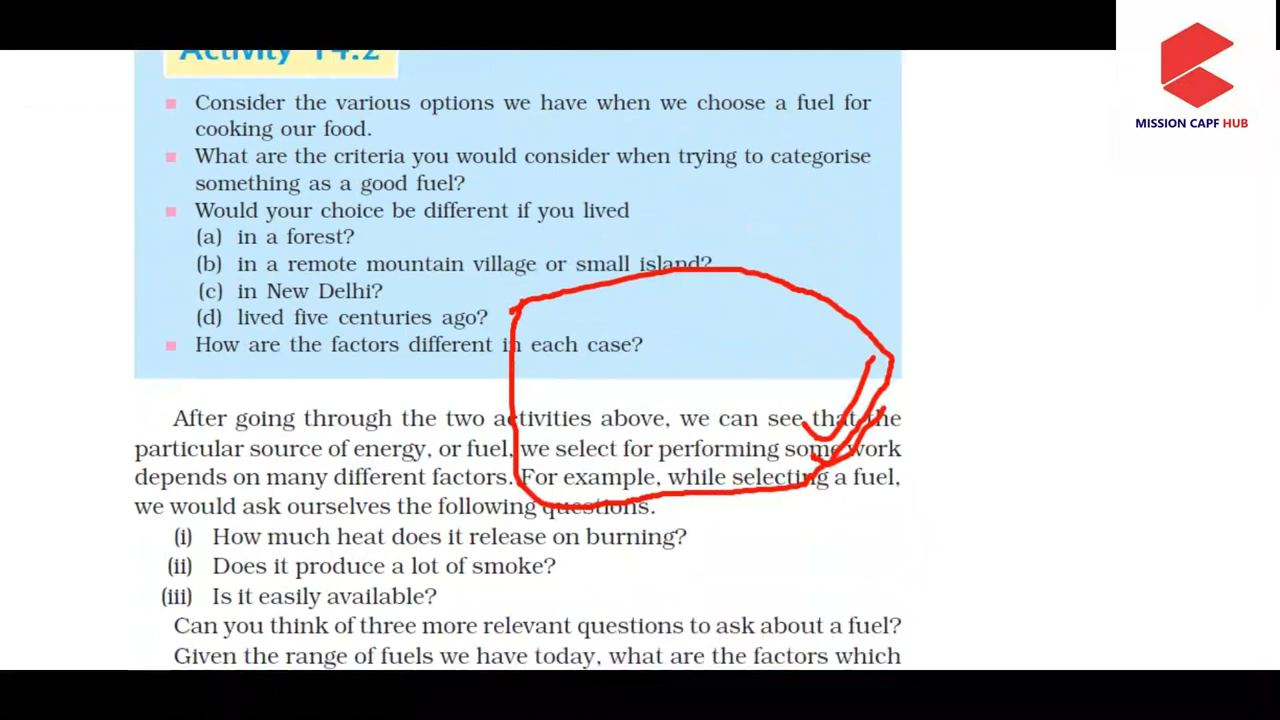 Activity 14.2
MISSION CAPF HUB
Consider the various options we have when we choose a fuel for
cooking our food.
What are the criteria you would consider when trying to categorise
something as a good fuel?
Would your choice be different if you lived
(a) in a forest?
(b) in a remote mountain village or small island?
(c) in New Delhi?
(d) lived five centuries ago?
How are the factors different in each case?
After going through the two activities above, we can see that the
particular source of energy, or fuel, we select for performing some work
depends on many different factors. For example, while selecting a fuel,
we would ask ourselves the following questions.
(i) How much heat does it release on burning?
(ii) Does it produce a lot of smoke?
(iii) Is it easily available?
Can you think of three more relevant questions to ask about a fuel?
Given the range of fuels we have today, what are the factors which